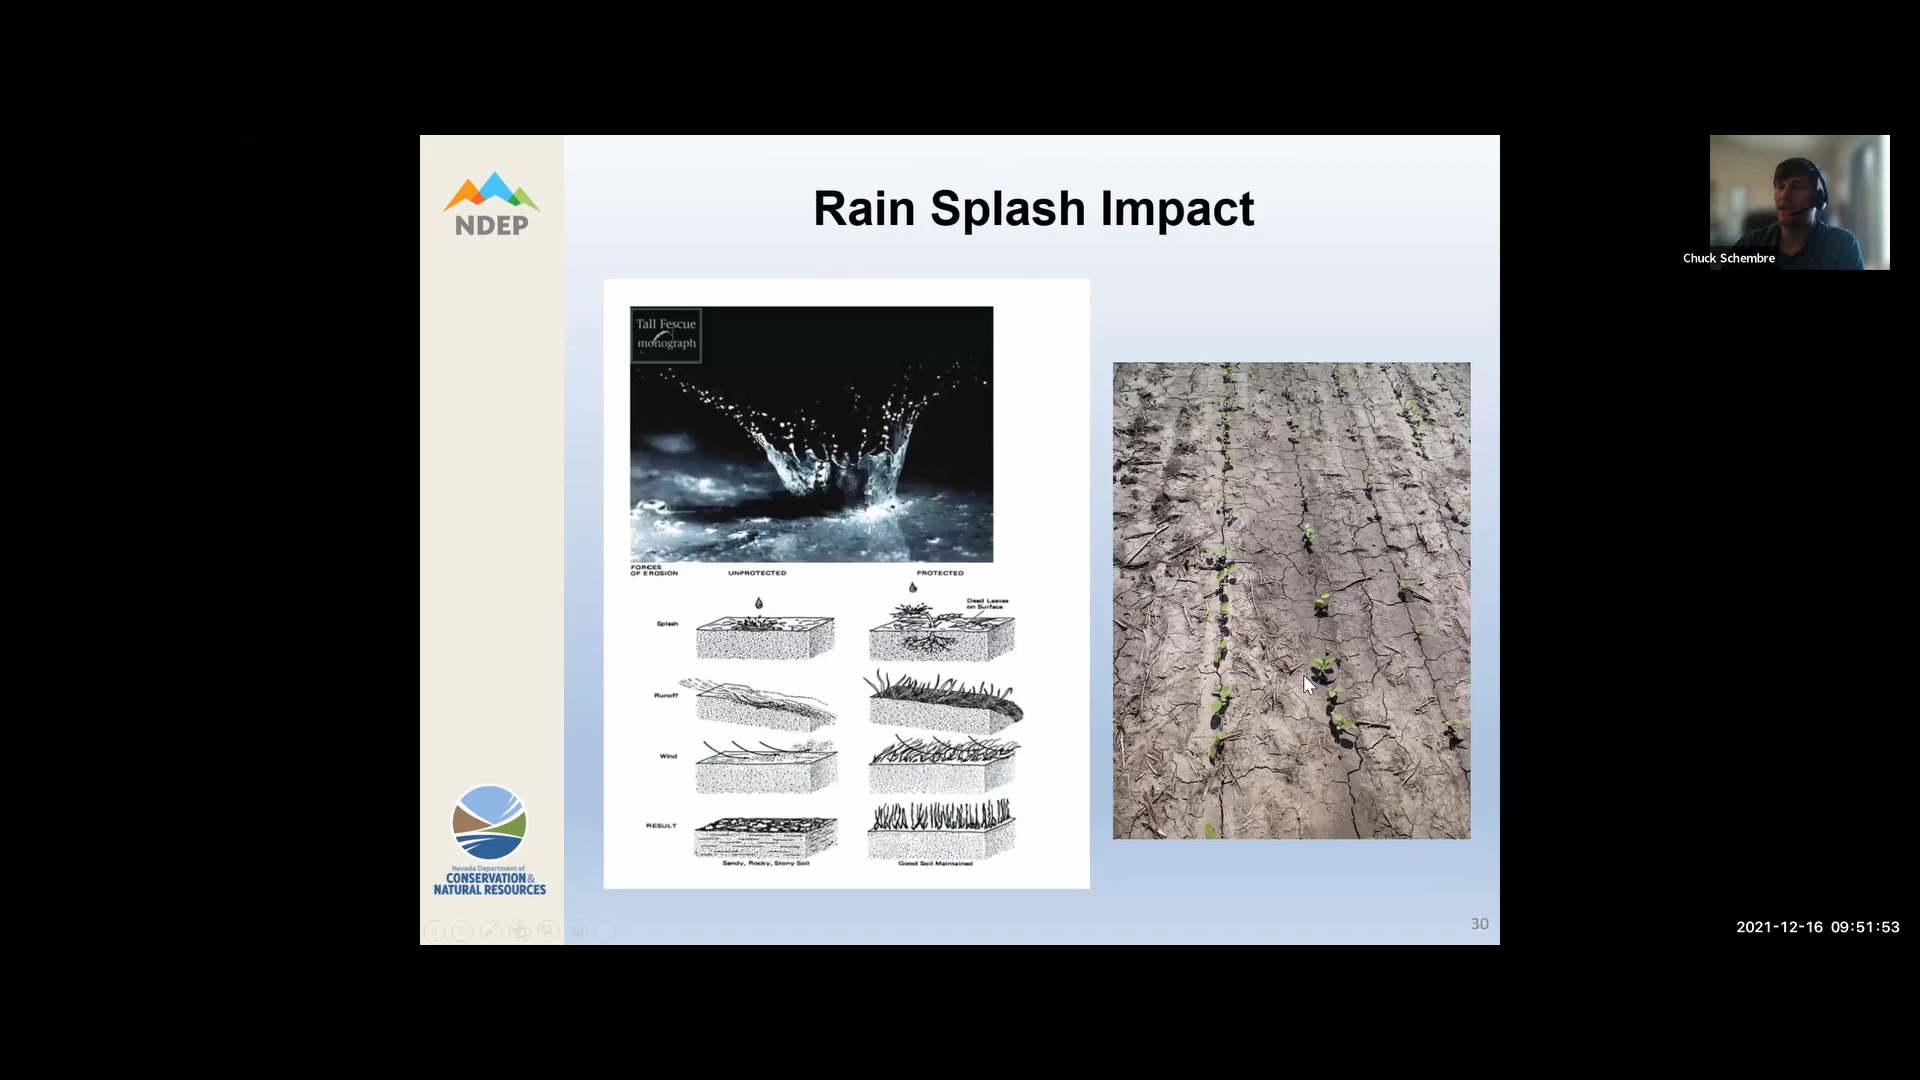 NDEP
Rain Splash Impact
Chuck Schembre
Tall Fescue
monograph
FORCES
OF EROSION
UNPROTECTED
PROTECTED
Dead Leaves
on Surface
Splash
Runoff
Wind
RESULT
Sandy, Rocky, Stony Soil
Good Soil Maintained
Nevada Department of
CONSERVATION&
NATURAL RESOURCES
30
2021-12-16 09:51:53